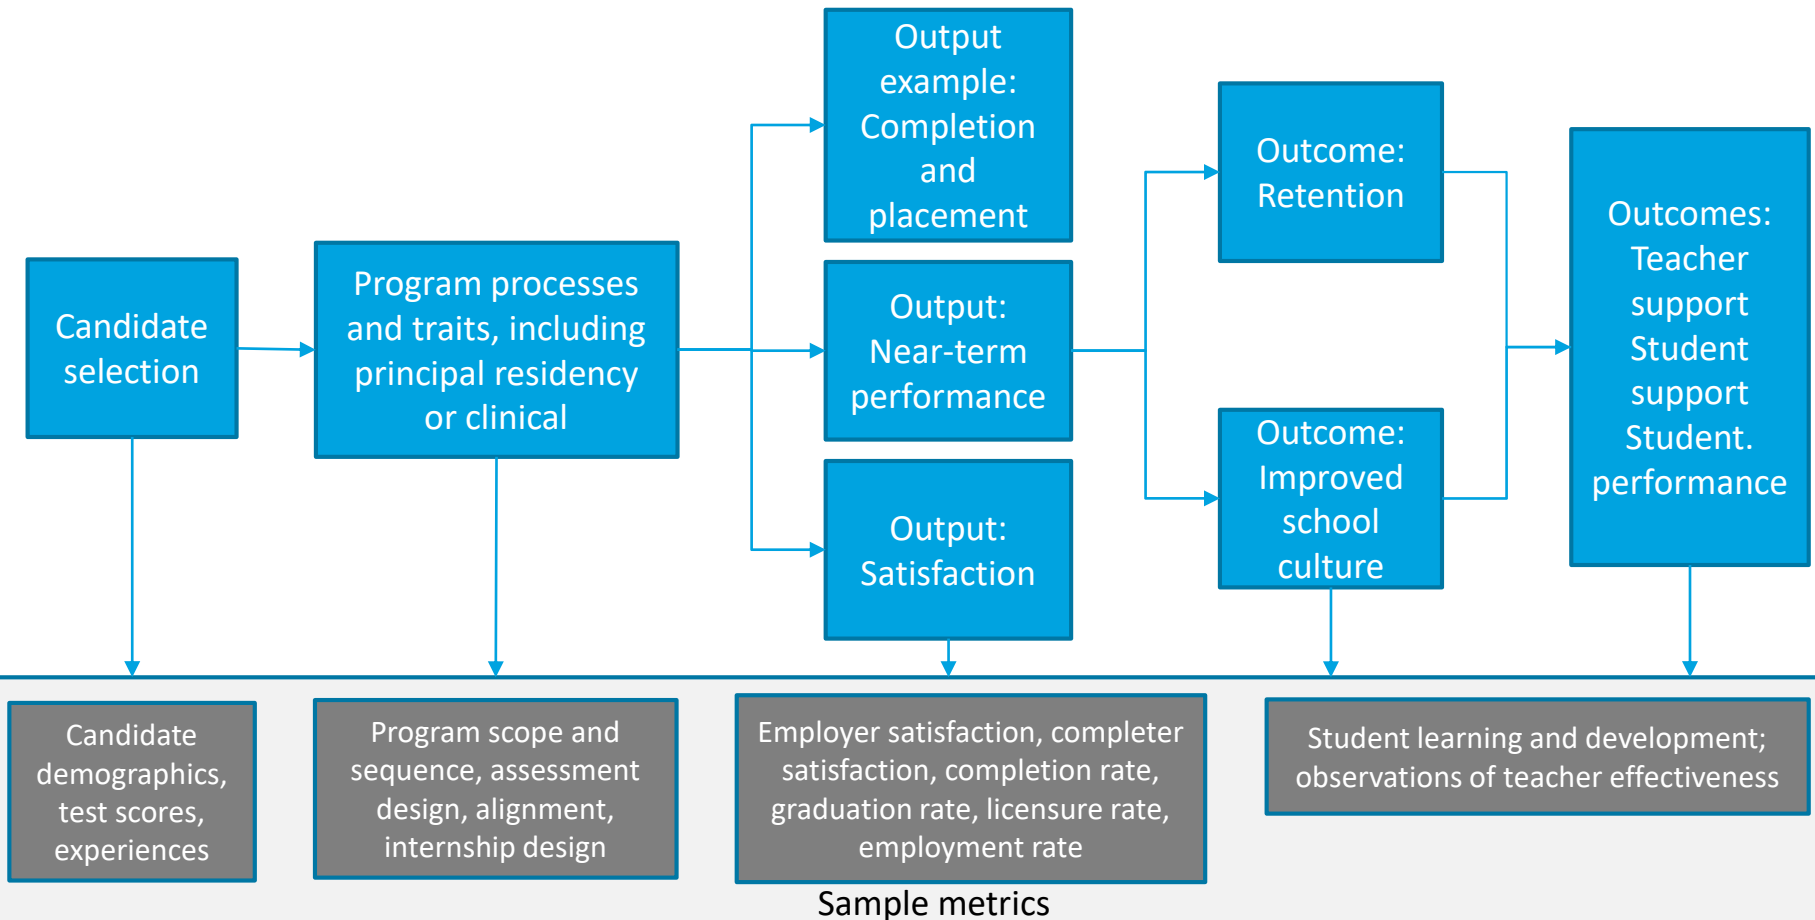 Candidate
selection
Program processes
and traits, including
principal residency
or clinical
Output
example:
Completion
and
placement
Output:
Near-term
performance
Output:
Satisfaction
Outcome:
Retention
Outcome:
Improved
school
culture
Outcomes:
Teacher
support
Student
support
Student.
performance
Candidate
demographics,
test scores,
experiences
Program scope and
sequence, assessment
design, alignment,
internship design
Employer satisfaction, completer
satisfaction, completion rate,
graduation rate, licensure rate,
employment rate
Student learning and development;
observations of teacher effectiveness
Sample metrics